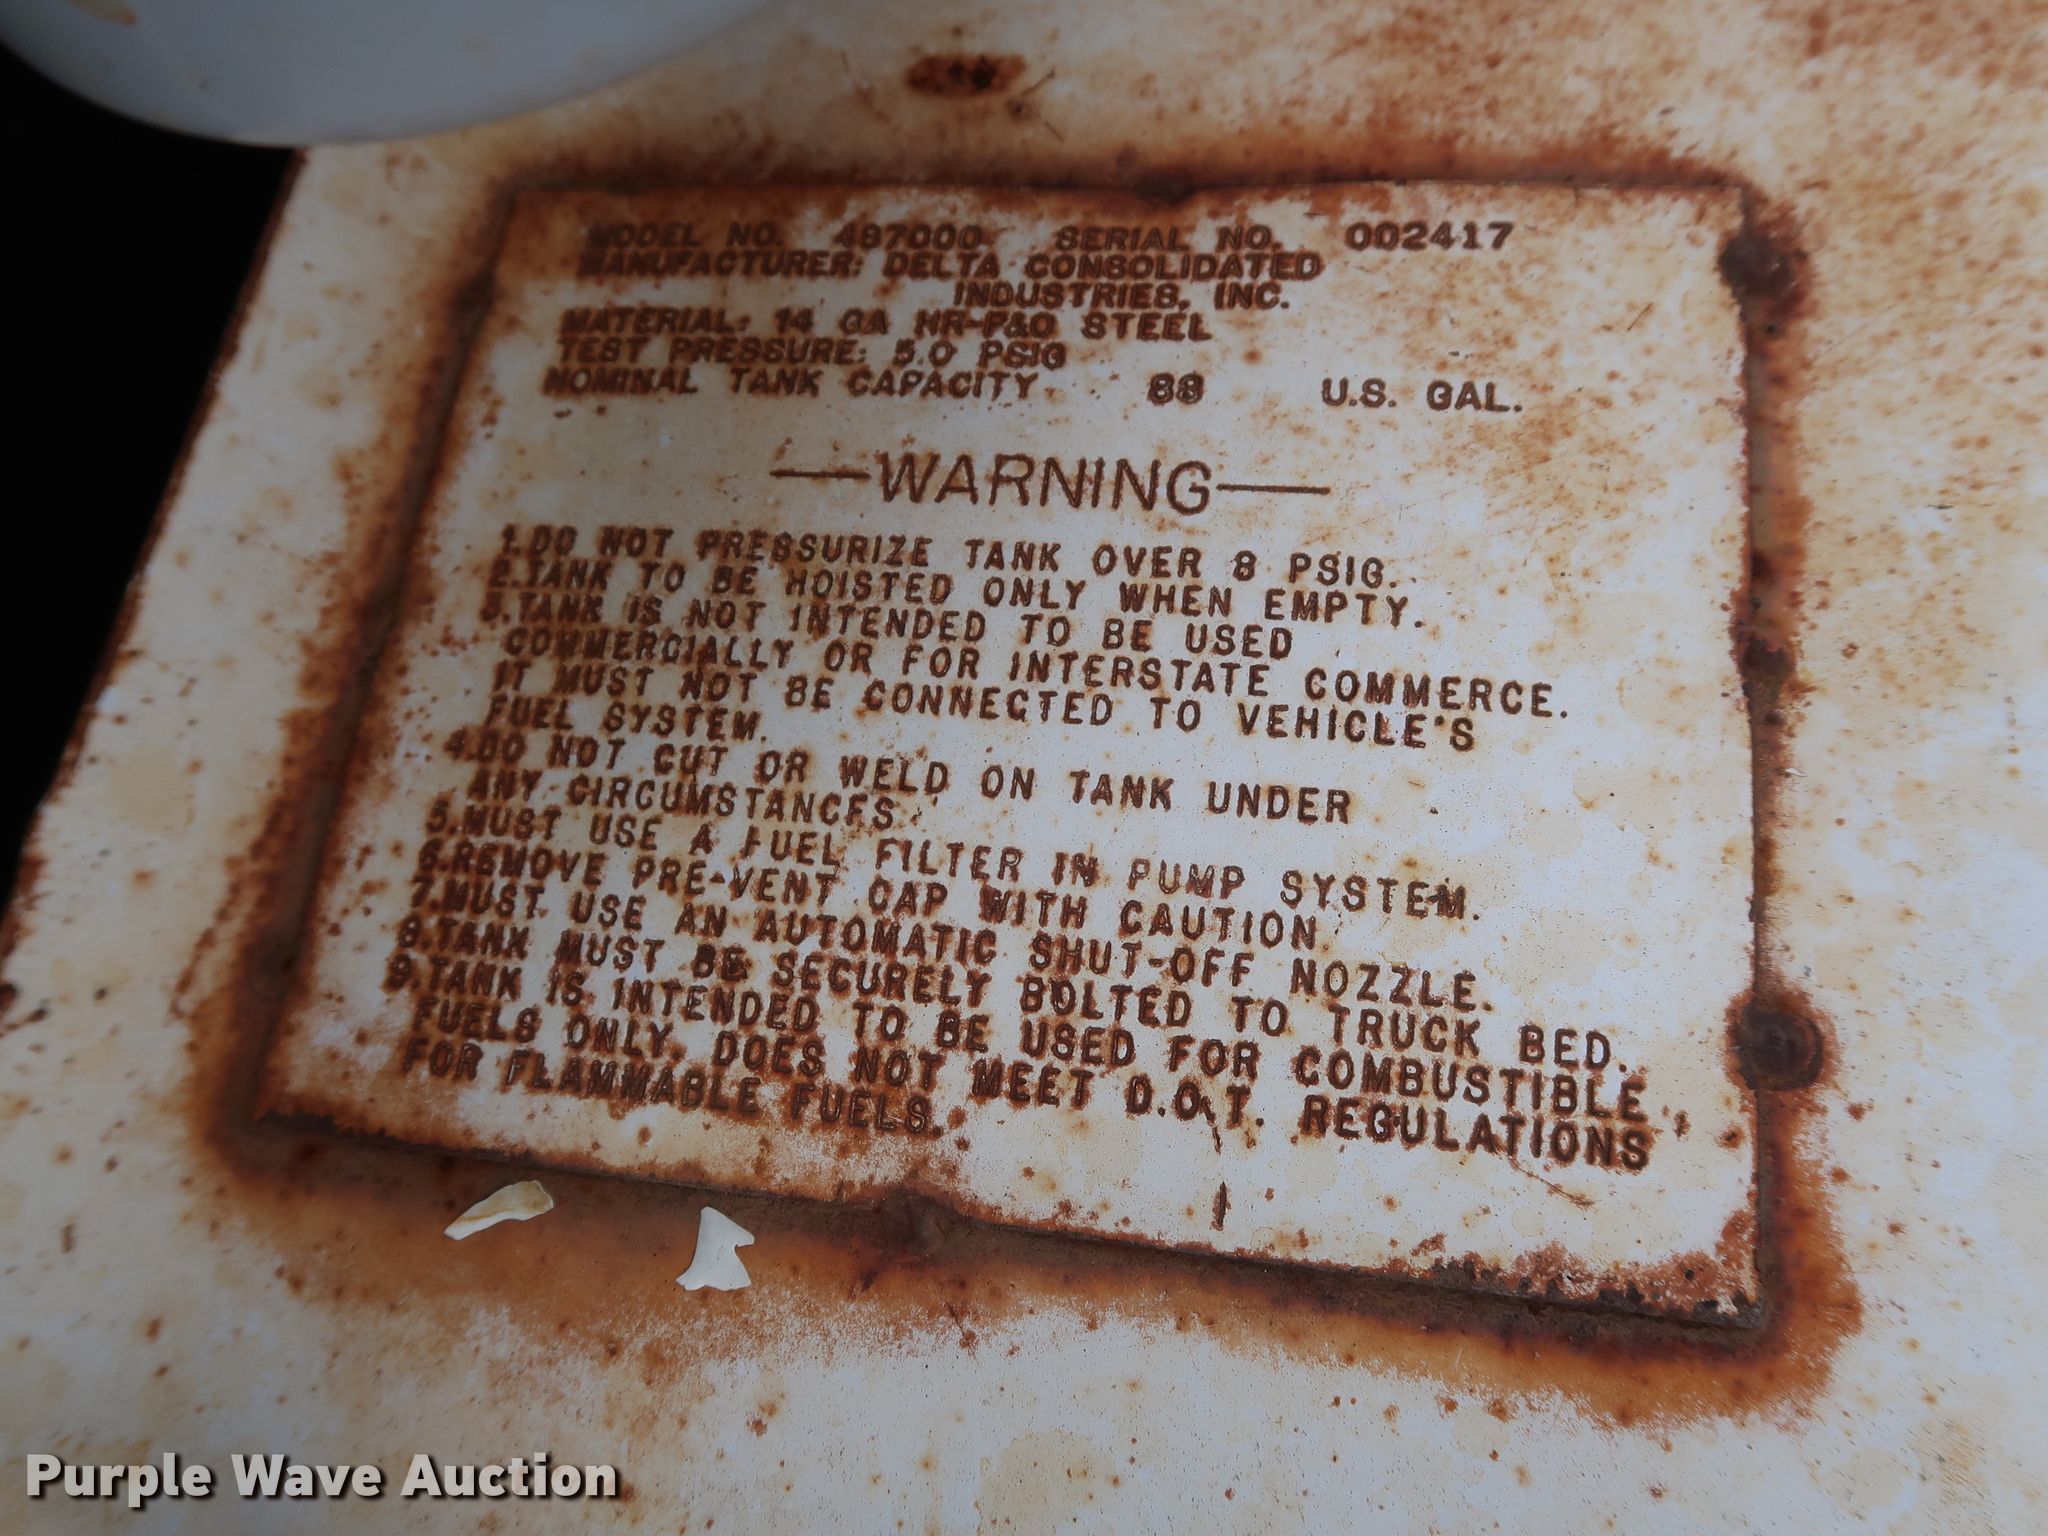 MODEL NO. 497000 SERIAL NO. 002417
MANUFACTURER: DELTA CONSOLIDATED
INDUSTRIES, INC.
MATERIAL: 14 GA HR-P&O STEEL
TEST PRESSURE: 5.0 PSIG
NOMINAL TANK CAPACITY 88 U.S. GAL.
—WARNING—
1.DO NOT PRESSURIZE TANK OVER 8 PSIG.
2.TANK TO BE HOISTED ONLY WHEN EMPTY.
3.TANK IS NOT INTENDED TO BE USED
COMMERCIALLY OR FOR INTERSTATE COMMERCE.
IT MUST NOT BE CONNECTED TO VEHICLE'S
FUEL SYSTEM.
4.DO NOT CUT OR WELD ON TANK UNDER
ANY CIRCUMSTANCES.
5.MUST USE A FUEL FILTER IN PUMP SYSTEM.
6.REMOVE PRE-VENT CAP WITH CAUTION
7.MUST USE AN AUTOMATIC SHUT-OFF NOZZLE.
8.TANK MUST BE SECURELY BOLTED TO TRUCK BED.
9.TANK IS INTENDED TO BE USED FOR COMBUSTIBLE
FUELS ONLY. DOES NOT MEET D.O.T. REGULATIONS
FOR FLAMMABLE FUELS.
Purple Wave Auction